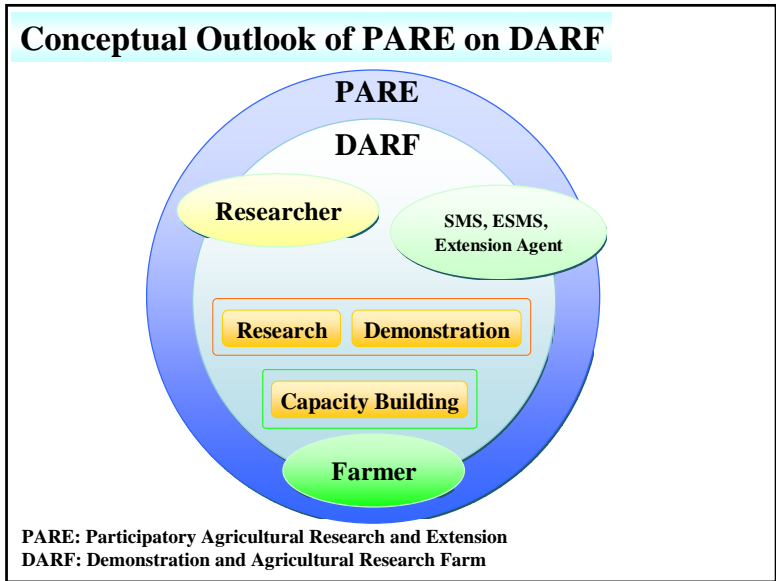 Conceptual Outlook of PARE on DARF
PARE
DARF
Researcher
SMS, ESMS,
Extension Agent
Research
Demonstration
Capacity Building
Farmer
PARE: Participatory Agricultural Research and Extension
DARF: Demonstration and Agricultural Research Farm